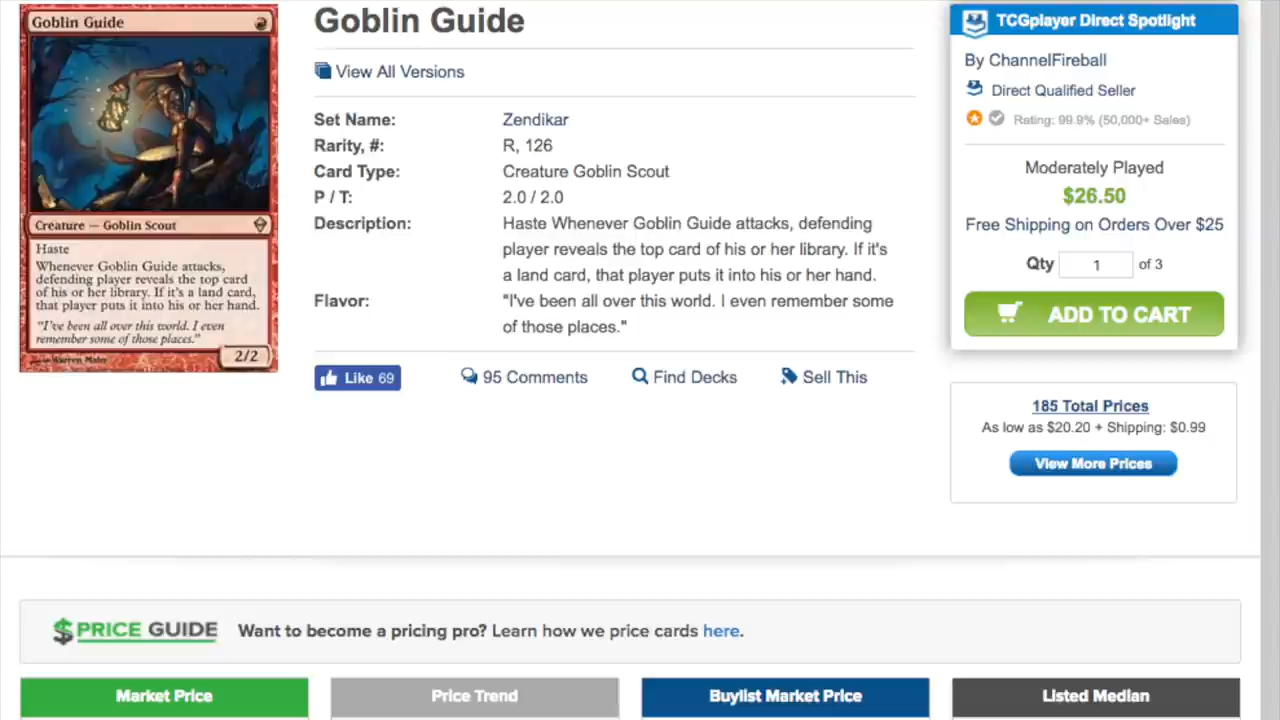 Goblin Guide
Creature — Goblin Scout
Haste
Whenever Goblin Guide attacks,
defending player reveals the top card
of his or her library. If it's a land card,
that player puts it into his or her hand.
"I've been all over this world. I even
remember some of those places."
Warren Mahy
2/2
Goblin Guide
View All Versions
Set Name: Zendikar
Rarity, #: R, 126
Card Type: Creature Goblin Scout
P / T: 2.0 / 2.0
Description: Haste Whenever Goblin Guide attacks, defending
player reveals the top card of his or her library. If it's
a land card, that player puts it into his or her hand.
Flavor: "I've been all over this world. I even remember some
of those places."
Like 69 95 Comments Find Decks Sell This
TCGplayer Direct Spotlight
By ChannelFireball
Direct Qualified Seller
Rating: 99.9% (50,000+ Sales)
Moderately Played
$26.50
Free Shipping on Orders Over $25
Qty 1 of 3
ADD TO CART
185 Total Prices
As low as $20.20 + Shipping: $0.99
View More Prices
$PRICE GUIDE Want to become a pricing pro? Learn how we price cards here.
Market Price Price Trend Buylist Market Price Listed Median